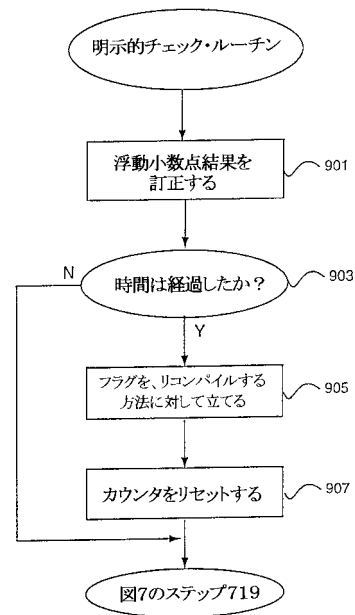 明示的チェック・ルーチン
浮動小数点結果を
訂正する
901
時間は経過したか？
903
N
Y
フラグを、リコンパイルする
方法に対して立てる
905
カウンタをリセットする
907
図7のステップ719